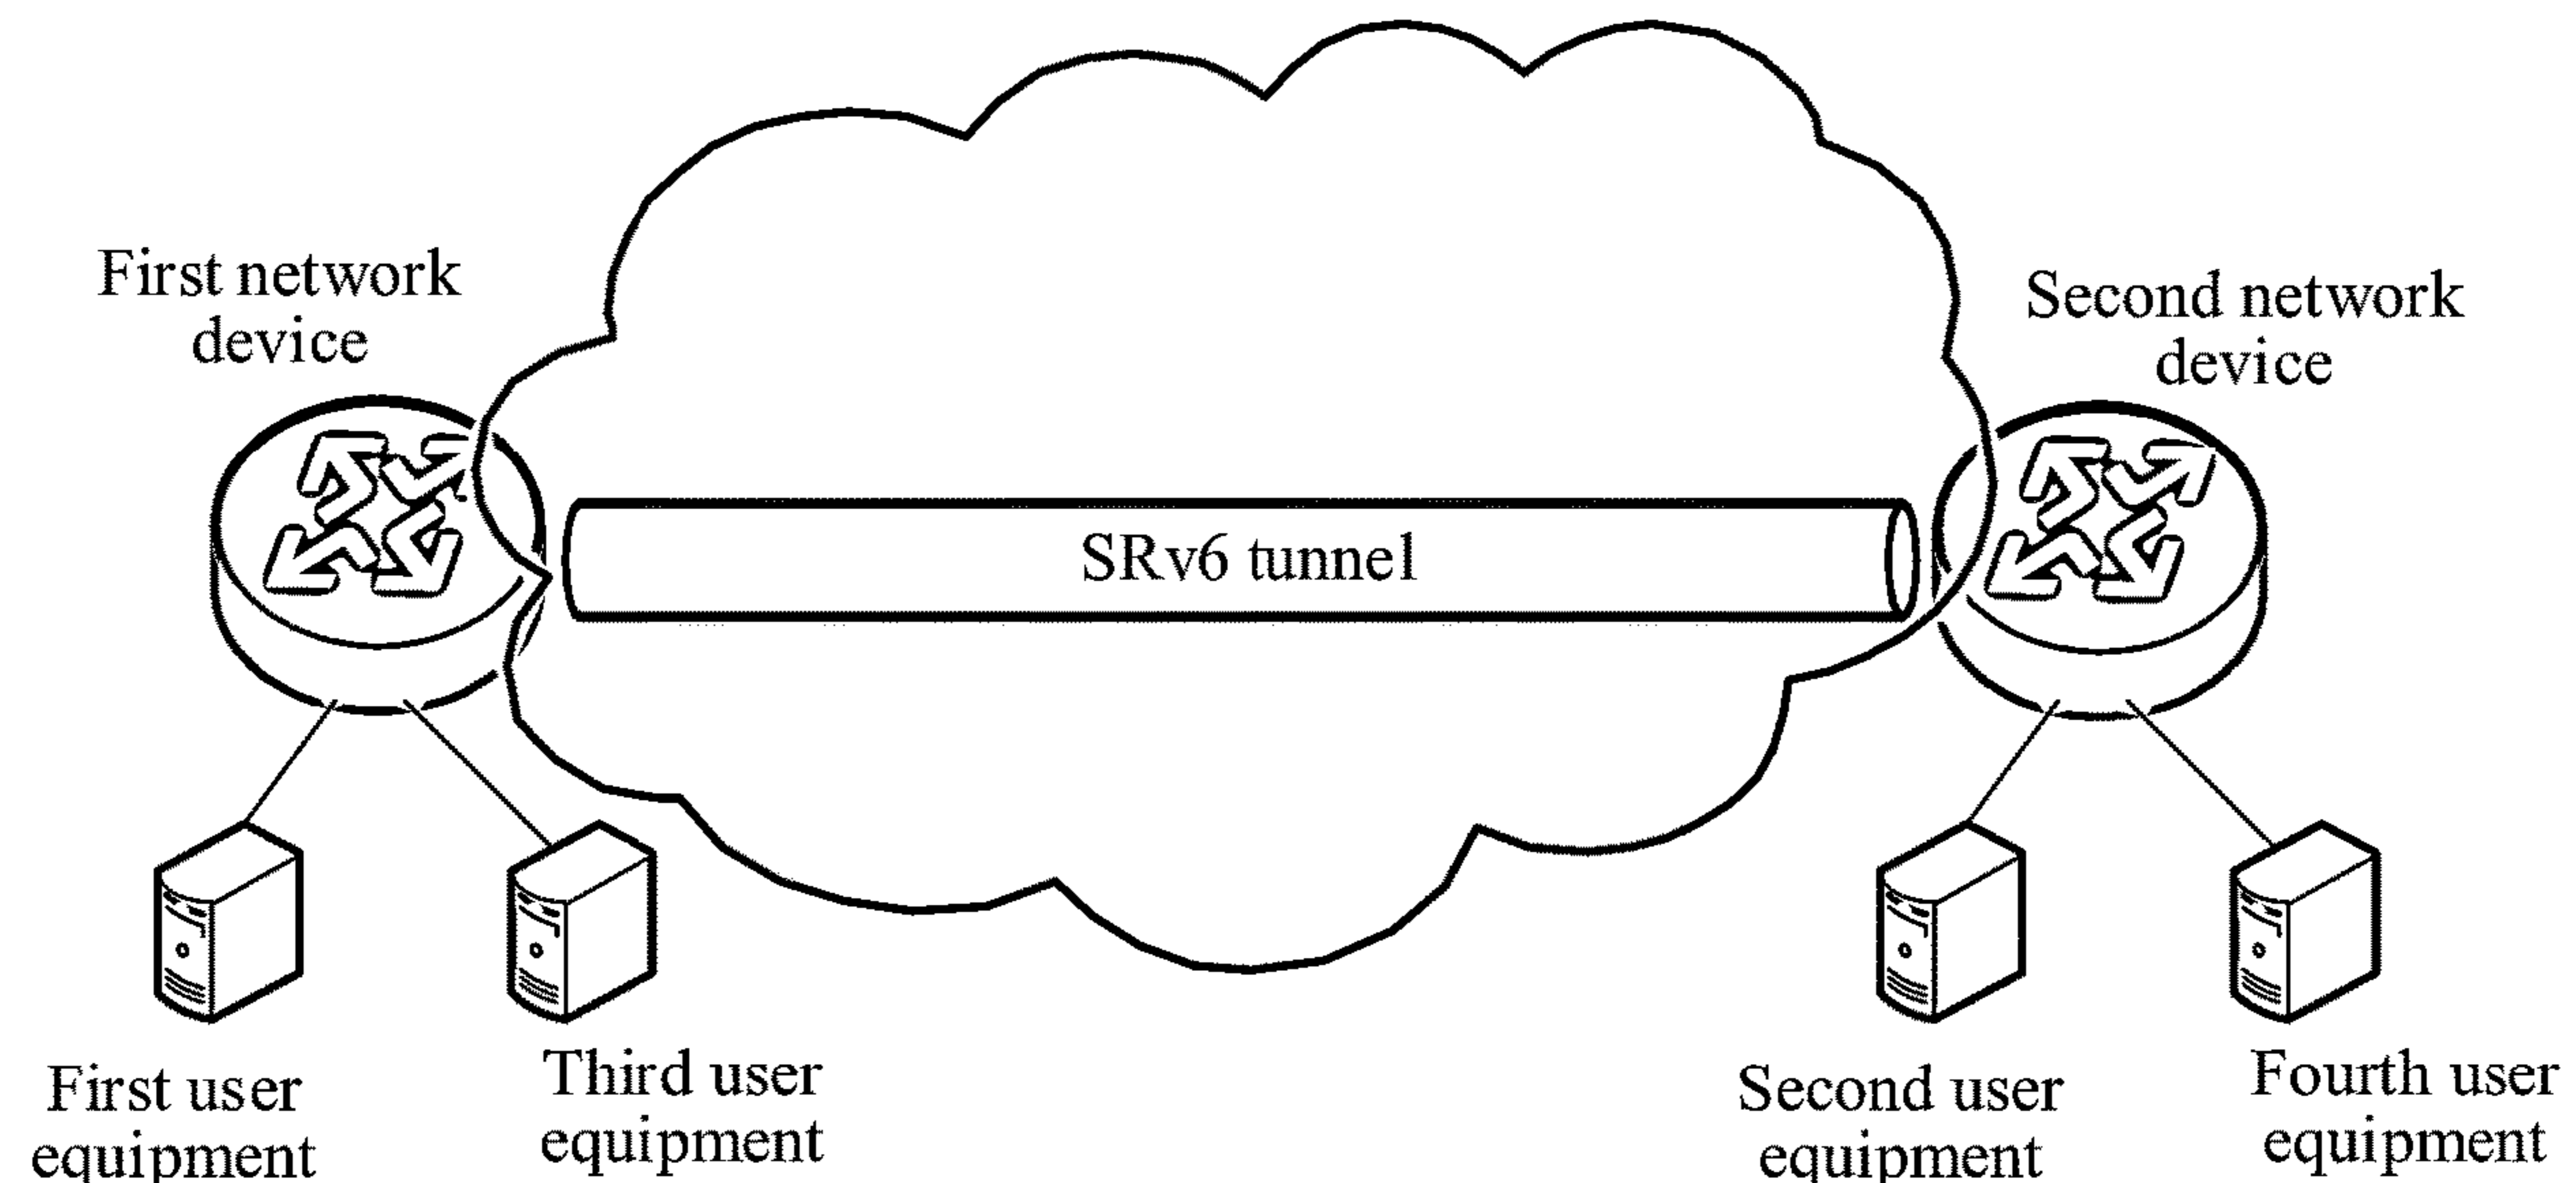 First network
device
Second network
device
SRv6 tunnel
First user
equipment
Third user
equipment
Second user
equipment
Fourth user
equipment